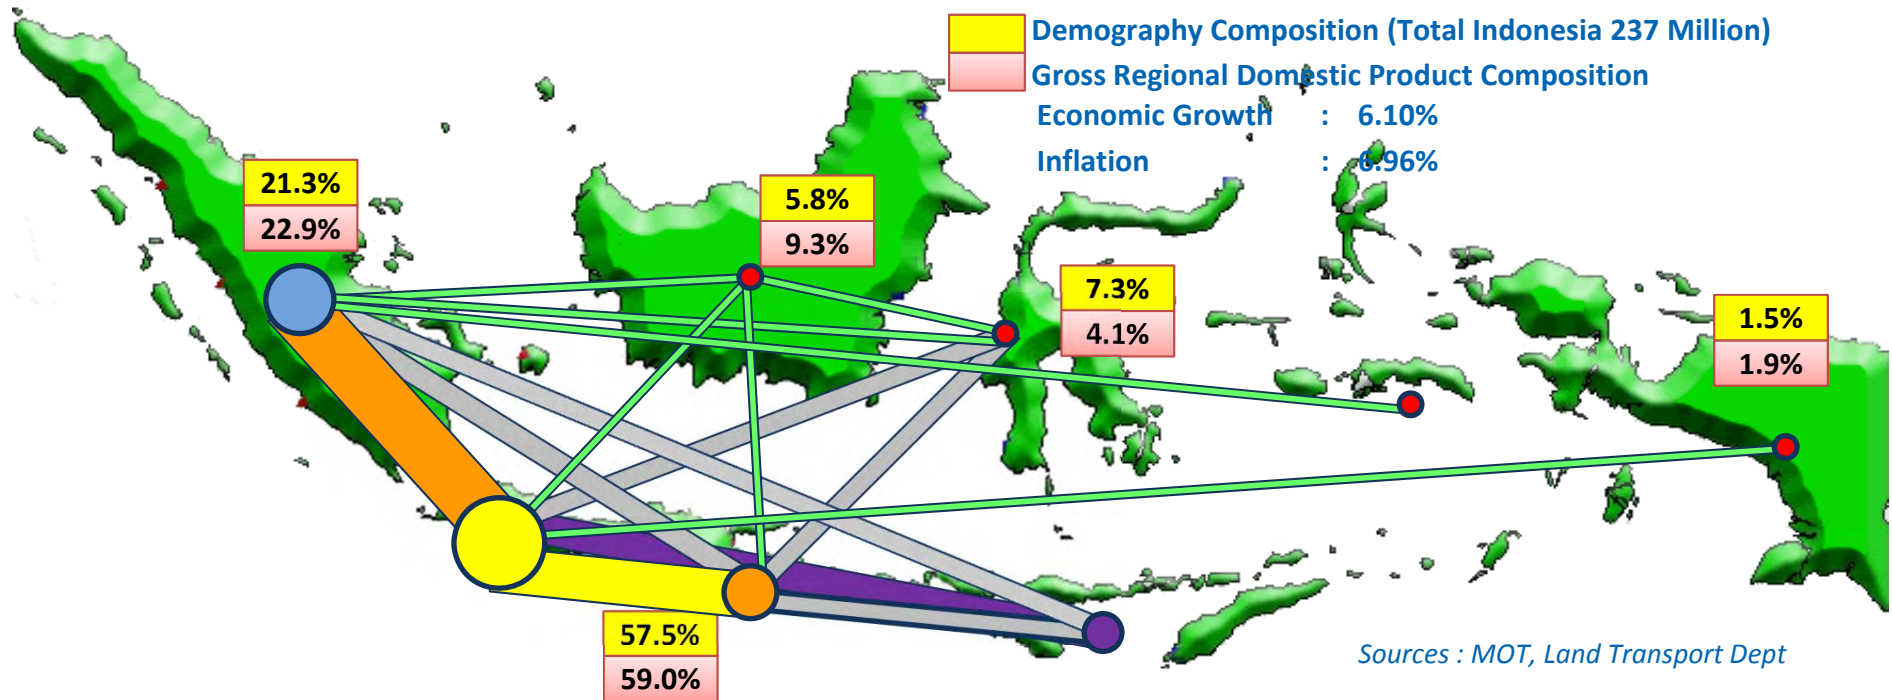 Demography Composition (Total Indonesia 237 Million)
Gross Regional Domestic Product Composition
Economic Growth : 6.10%
Inflation : 6.96%
21.3%
22.9%
5.8%
9.3%
7.3%
4.1%
1.5%
1.9%
57.5%
59.0%
Sources : MOT, Land Transport Dept